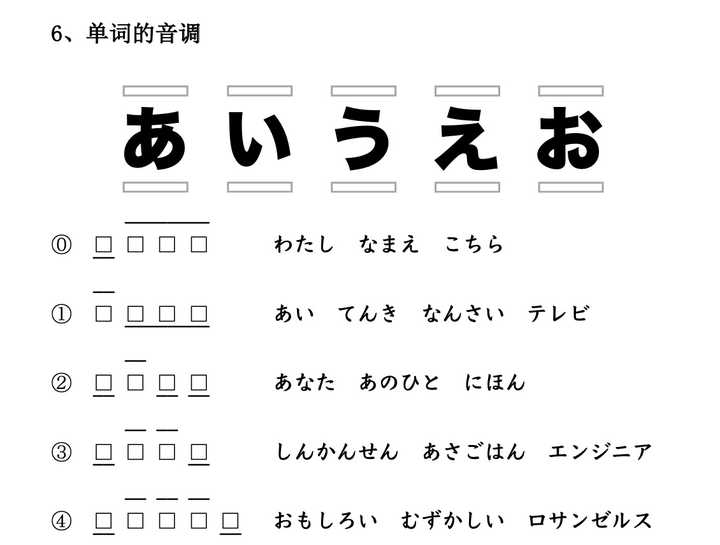 6、单词的音调
あ い う え お
⓪ □ □ □ □ わたし なまえ こちら
① □ □ □ □ あい てんき なんさい テレビ
② □ □ □ □ あなた あのひと にほん
③ □ □ □ □ しんかんせん あさごはん エンジニア
④ □ □ □ □ □ おもしろい むずかしい ロサンゼルス